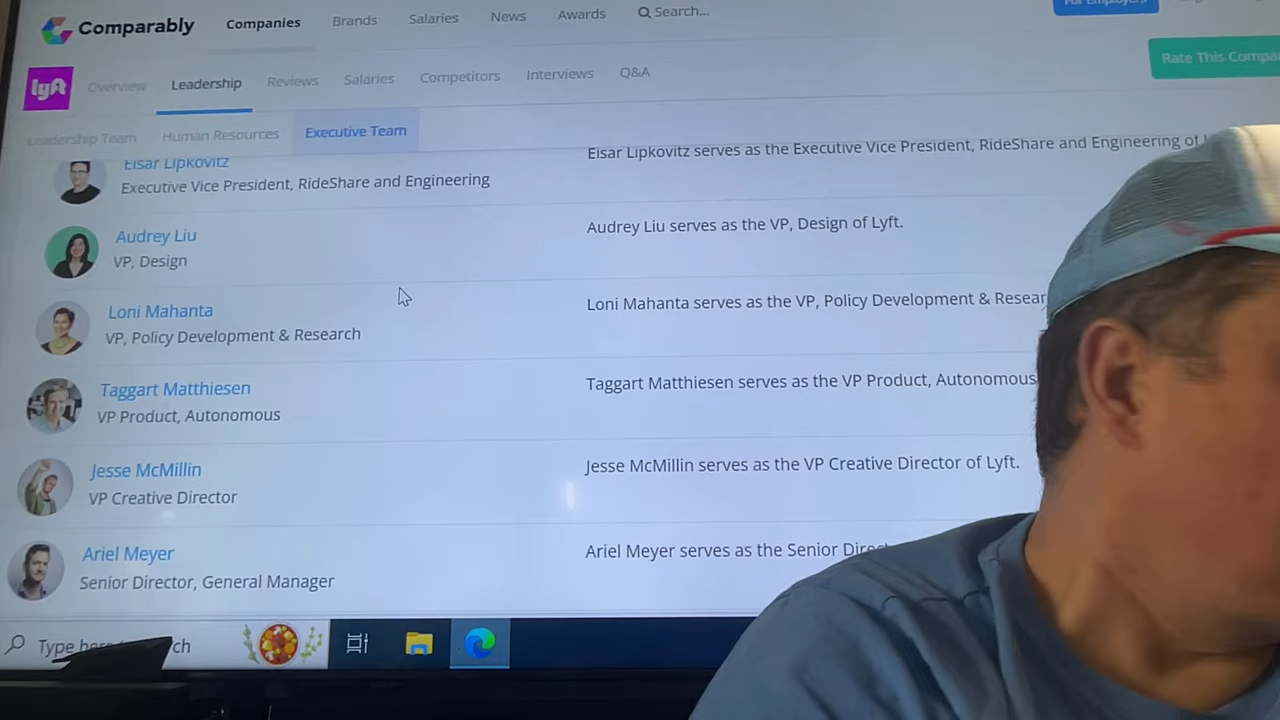 Comparably Companies Brands Salaries News Awards Search... For Employers
lyft Overview Leadership Reviews Salaries Competitors Interviews Q&A Rate This
Leadership Team Human Resources Executive Team
Eisar Lipkovitz
Executive Vice President, RideShare and Engineering
Eisar Lipkovitz serves as the Executive Vice President, RideShare and Engineering of
Audrey Liu
VP, Design
Audrey Liu serves as the VP, Design of Lyft.
Loni Mahanta
VP, Policy Development & Research
Loni Mahanta serves as the VP, Policy Development &
Taggart Matthiesen
VP Product, Autonomous
Taggart Matthiesen serves as the VP Product, Autonomous
Jesse McMillin
VP Creative Director
Jesse McMillin serves as the VP Creative Director of Lyft.
Ariel Meyer
Senior Director, General Manager
Ariel Meyer serves as the Senior
Type